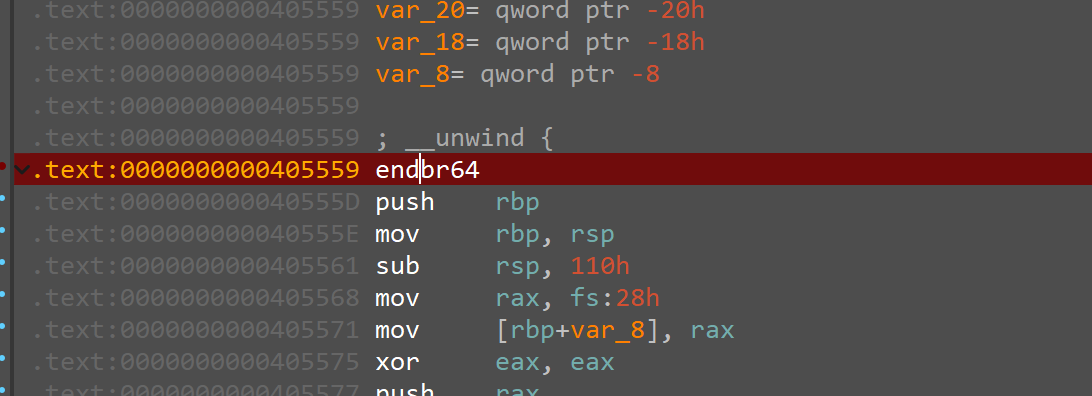 .text:0000000000405559 var_20= qword ptr -20h
.text:0000000000405559 var_18= qword ptr -18h
.text:0000000000405559 var_8= qword ptr -8
.text:0000000000405559
.text:0000000000405559 ; __unwind {
.text:0000000000405559 endbr64
.text:000000000040555D push rbp
.text:000000000040555E mov rbp, rsp
.text:0000000000405561 sub rsp, 110h
.text:0000000000405568 mov rax, fs:28h
.text:0000000000405571 mov [rbp+var_8], rax
.text:0000000000405575 xor eax, eax
.text:0000000000405577 push rax